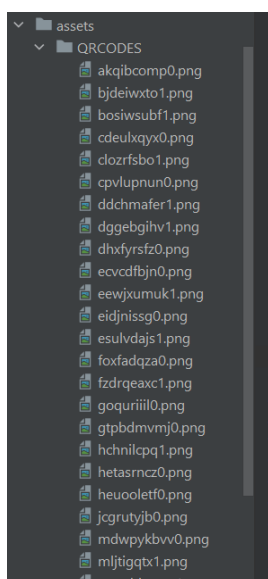 assets
QRCODES
akqibcomp0.png
bjdeiwxto1.png
bosiwsubf1.png
cdeulxqyx0.png
clozrfsbo1.png
cpvlupnun0.png
ddchmafer1.png
dggebgihv1.png
dhxfyrsfz0.png
ecvcdfbjn0.png
eewjxumuk1.png
eidjnissg0.png
esulvdajs1.png
foxfadqza0.png
fzdrqeaxc1.png
goquriiil0.png
gtpbdmvmj0.png
hchnilcpq1.png
hetasrncz0.png
heuooletf0.png
jcgrutyjb0.png
mdwpykbvv0.png
mljtigqtx1.png